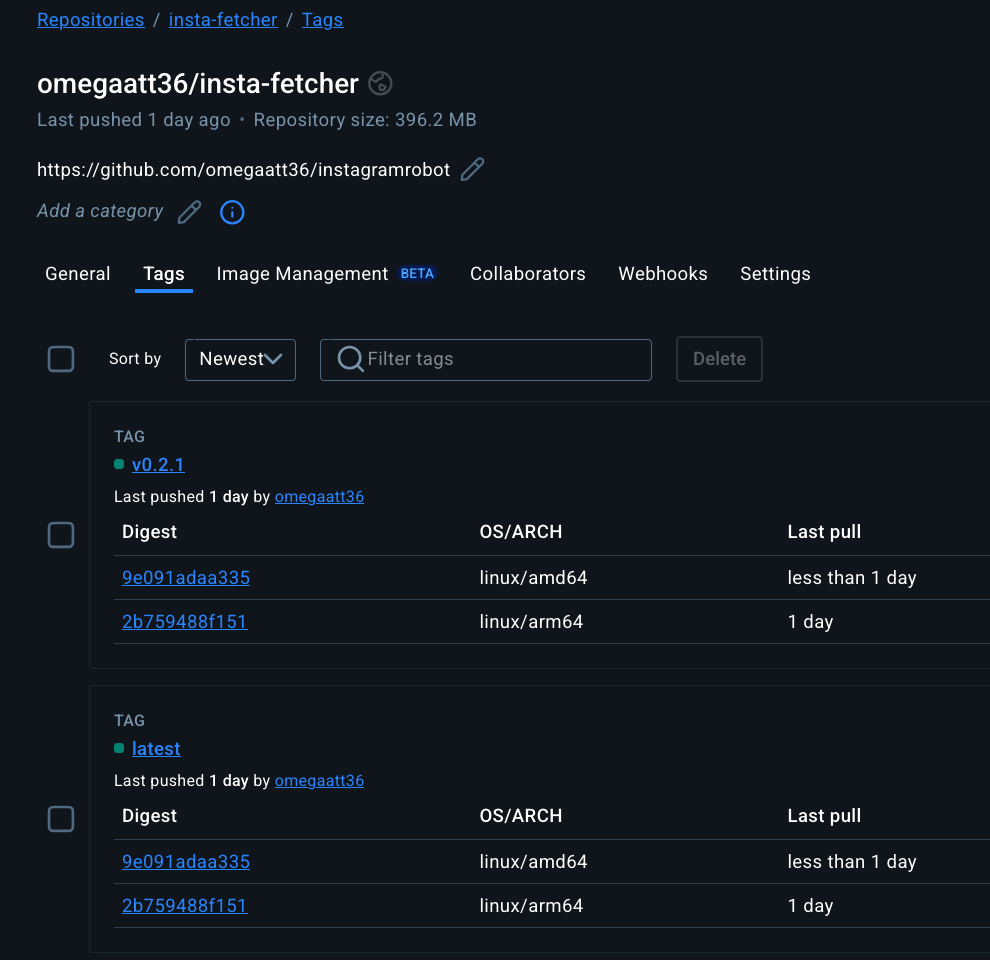 Repositories / insta-fetcher / Tags
omegaatt36/insta-fetcher
Last pushed 1 day ago • Repository size: 396.2 MB
https://github.com/omegaatt36/instagramrobot
Add a category
General Tags Image Management BETA Collaborators Webhooks Settings
Sort by Newest Filter tags Delete
TAG
v0.2.1
Last pushed 1 day by omegaatt36
Digest OS/ARCH Last pull
9e091adaa335 linux/amd64 less than 1 day
2b759488f151 linux/arm64 1 day
TAG
latest
Last pushed 1 day by omegaatt36
Digest OS/ARCH Last pull
9e091adaa335 linux/amd64 less than 1 day
2b759488f151 linux/arm64 1 day